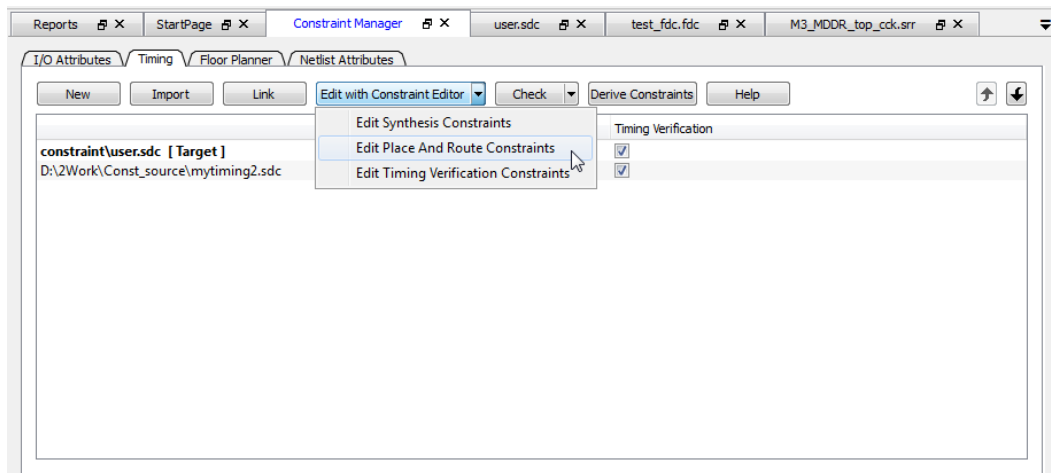 Reports StartPage Constraint Manager user.sdc test_fdc.fdc M3_MDDR_top_cck.srr
I/O Attributes Timing Floor Planner Netlist Attributes
New Import Link Edit with Constraint Editor Check Derive Constraints Help
Edit Synthesis Constraints Timing Verification
constraint\user.sdc [ Target ] Edit Place And Route Constraints
D:\2Work\Const_source\mytiming2.sdc Edit Timing Verification Constraints